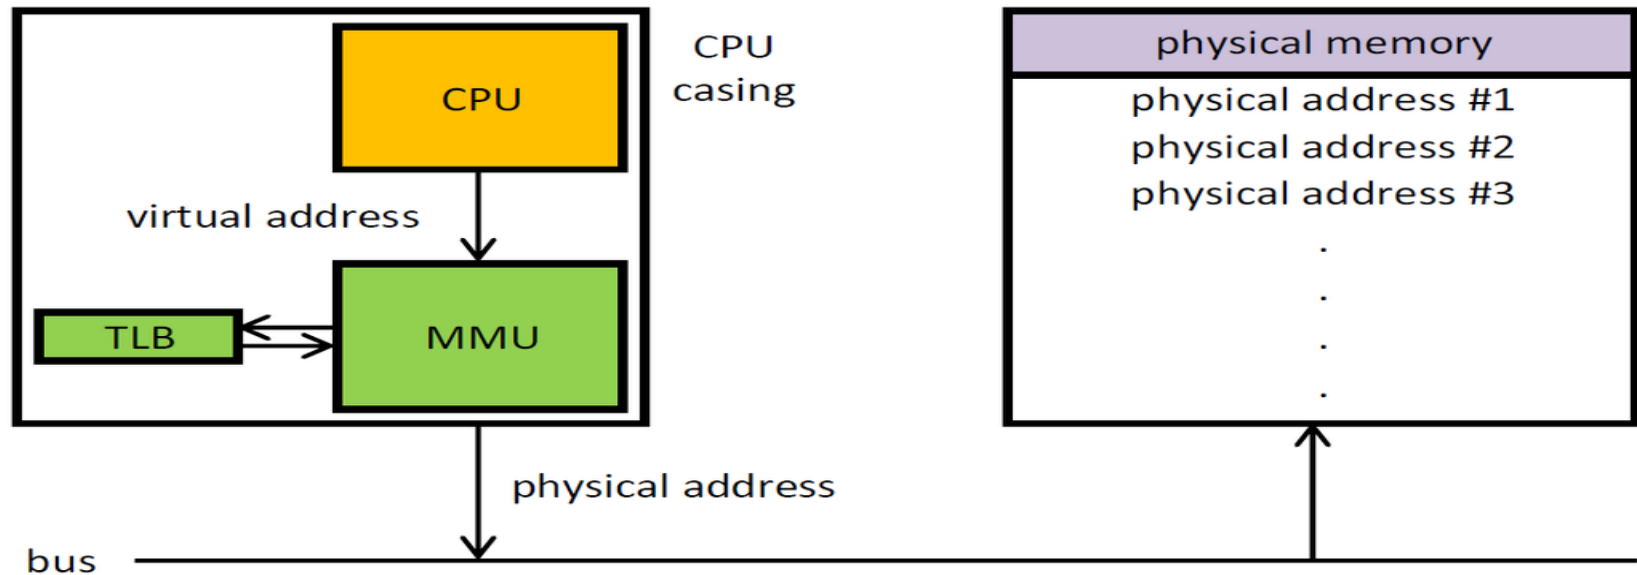 CPU
CPU
casing
virtual address
TLB
MMU
physical address
bus
physical memory
physical address #1
physical address #2
physical address #3
.
.
.
.